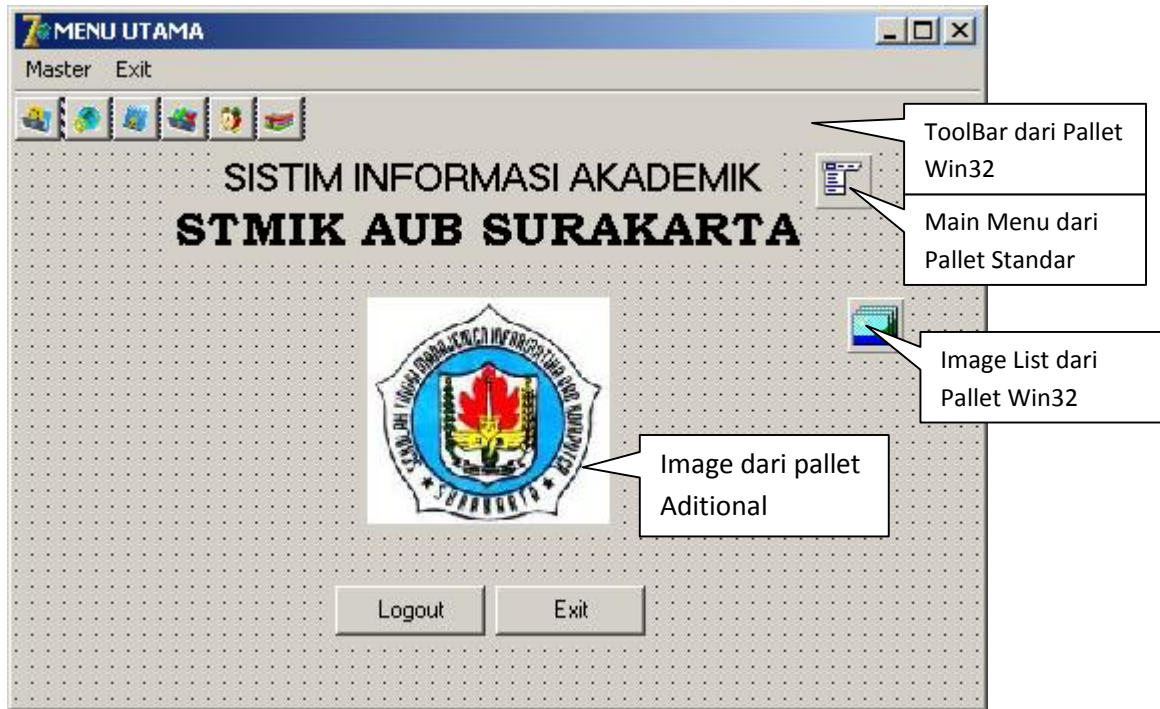 MENU UTAMA
Master Exit
ToolBar dari Pallet
Win32
SISTIM INFORMASI AKADEMIK
STMIK AUB SURAKARTA
Main Menu dari
Pallet Standar
Image List dari
Pallet Win32
SURAKARTA
Image dari pallet
Aditional
Logout Exit